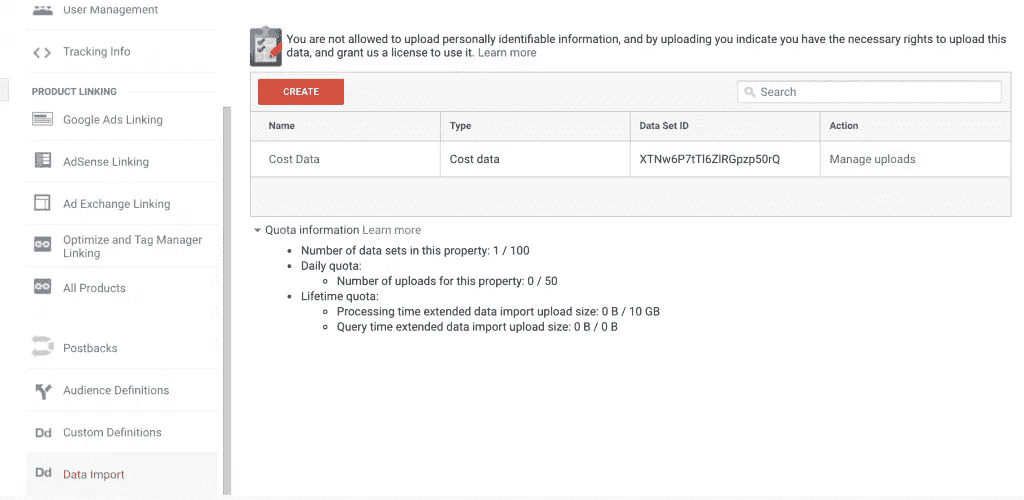 User Management
Tracking Info
PRODUCT LINKING
Google Ads Linking
AdSense Linking
Ad Exchange Linking
Optimize and Tag Manager
Linking
All Products
Postbacks
Audience Definitions
Dd Custom Definitions
Dd Data Import
You are not allowed to upload personally identifiable information, and by uploading you indicate you have the necessary rights to upload this
data, and grant us a license to use it. Learn more
CREATE
Search
Name Type Data Set ID Action
Cost Data Cost data XTNw6P7tTl6ZlRGpzp50rQ Manage uploads
Quota information Learn more
Number of data sets in this property: 1 / 100
Daily quota:
Number of uploads for this property: 0 / 50
Lifetime quota:
Processing time extended data import upload size: 0 B / 10 GB
Query time extended data import upload size: 0 B / 0 B